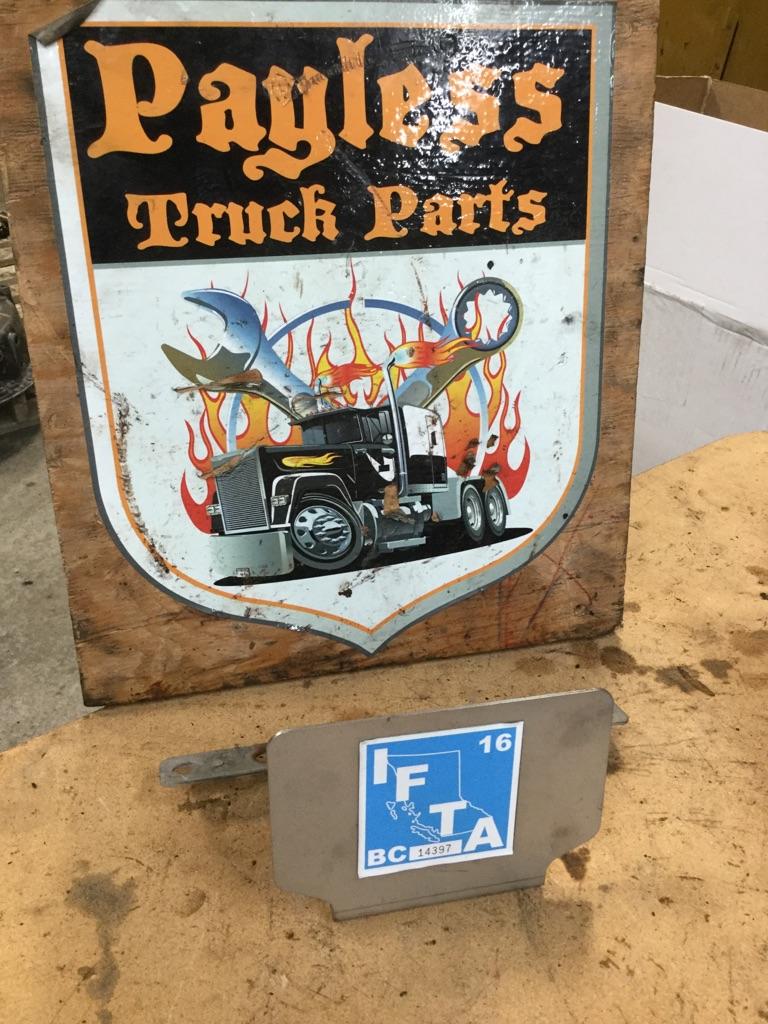 Payless
Truck Parts
16
IFTA
BC 14397